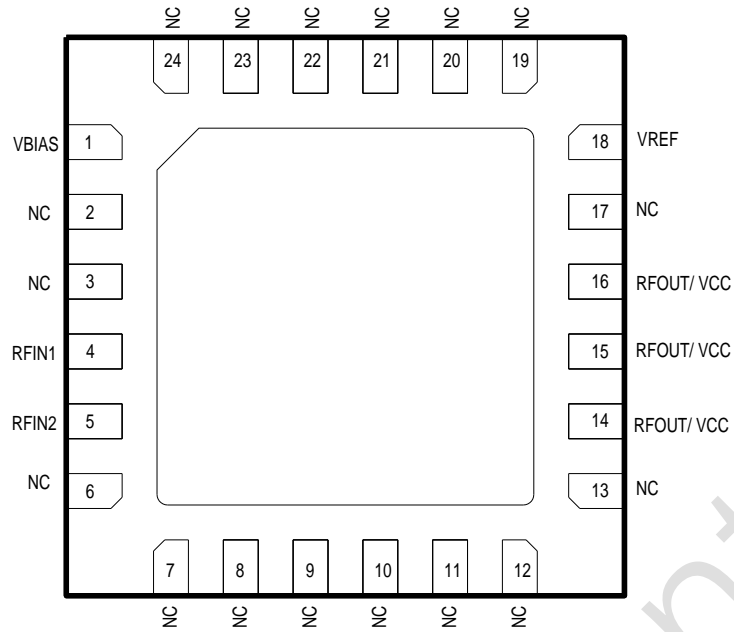 NC NC NC NC NC NC
24 23 22 21 20 19
VBIAS 1 18 VREF
NC 2 17 NC
NC 3 16 RFOUT/ VCC
RFIN1 4 15 RFOUT/ VCC
RFIN2 5 14 RFOUT/ VCC
NC 6 13 NC
7 8 9 10 11 12
NC NC NC NC NC NC